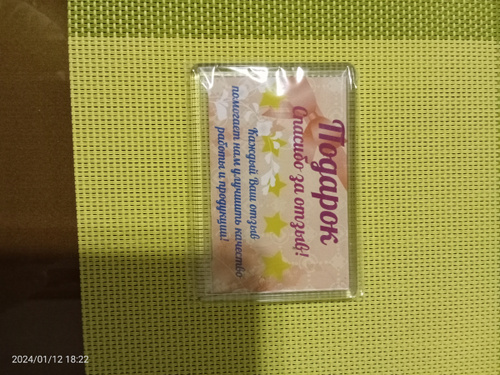 Подарок
Спасибо за отзыв!
Каждый Ваш отзыв
помогает нам улучшить качество
работы и продукции!
2024/01/12 18:22